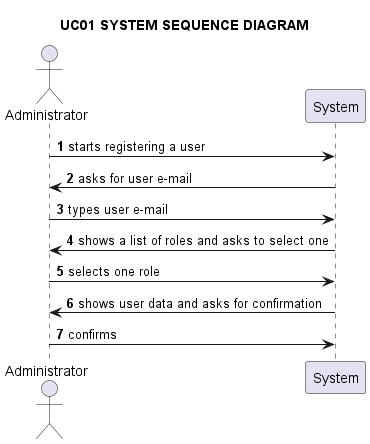 UC01 SYSTEM SEQUENCE DIAGRAM
Administrator
System
1 starts registering a user
2 asks for user e-mail
3 types user e-mail
4 shows a list of roles and asks to select one
5 selects one role
6 shows user data and asks for confirmation
7 confirms
Administrator
System